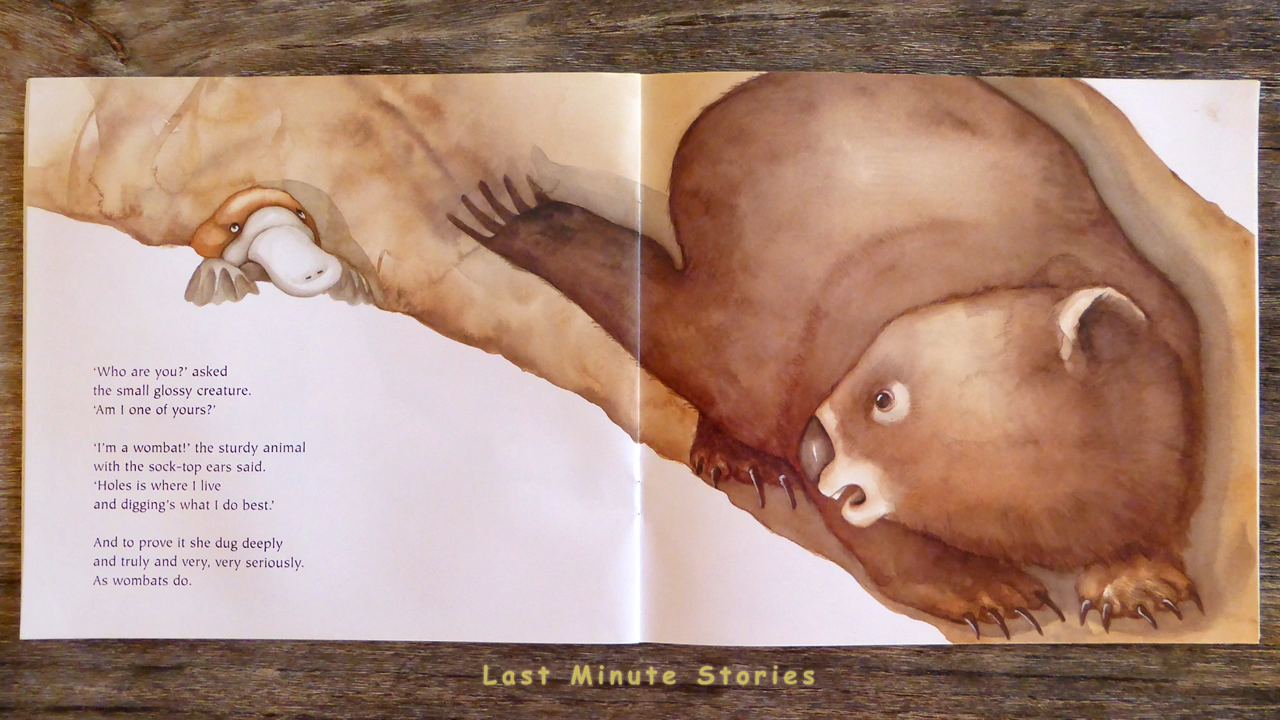 ‘Who are you?’ asked
the small glossy creature.
‘Am I one of yours?’
‘I’m a wombat!’ the sturdy animal
with the sock-top ears said.
‘Holes is where I live
and digging’s what I do best.’
And to prove it she dug deeply
and truly and very, very seriously.
As wombats do.
Last Minute Stories